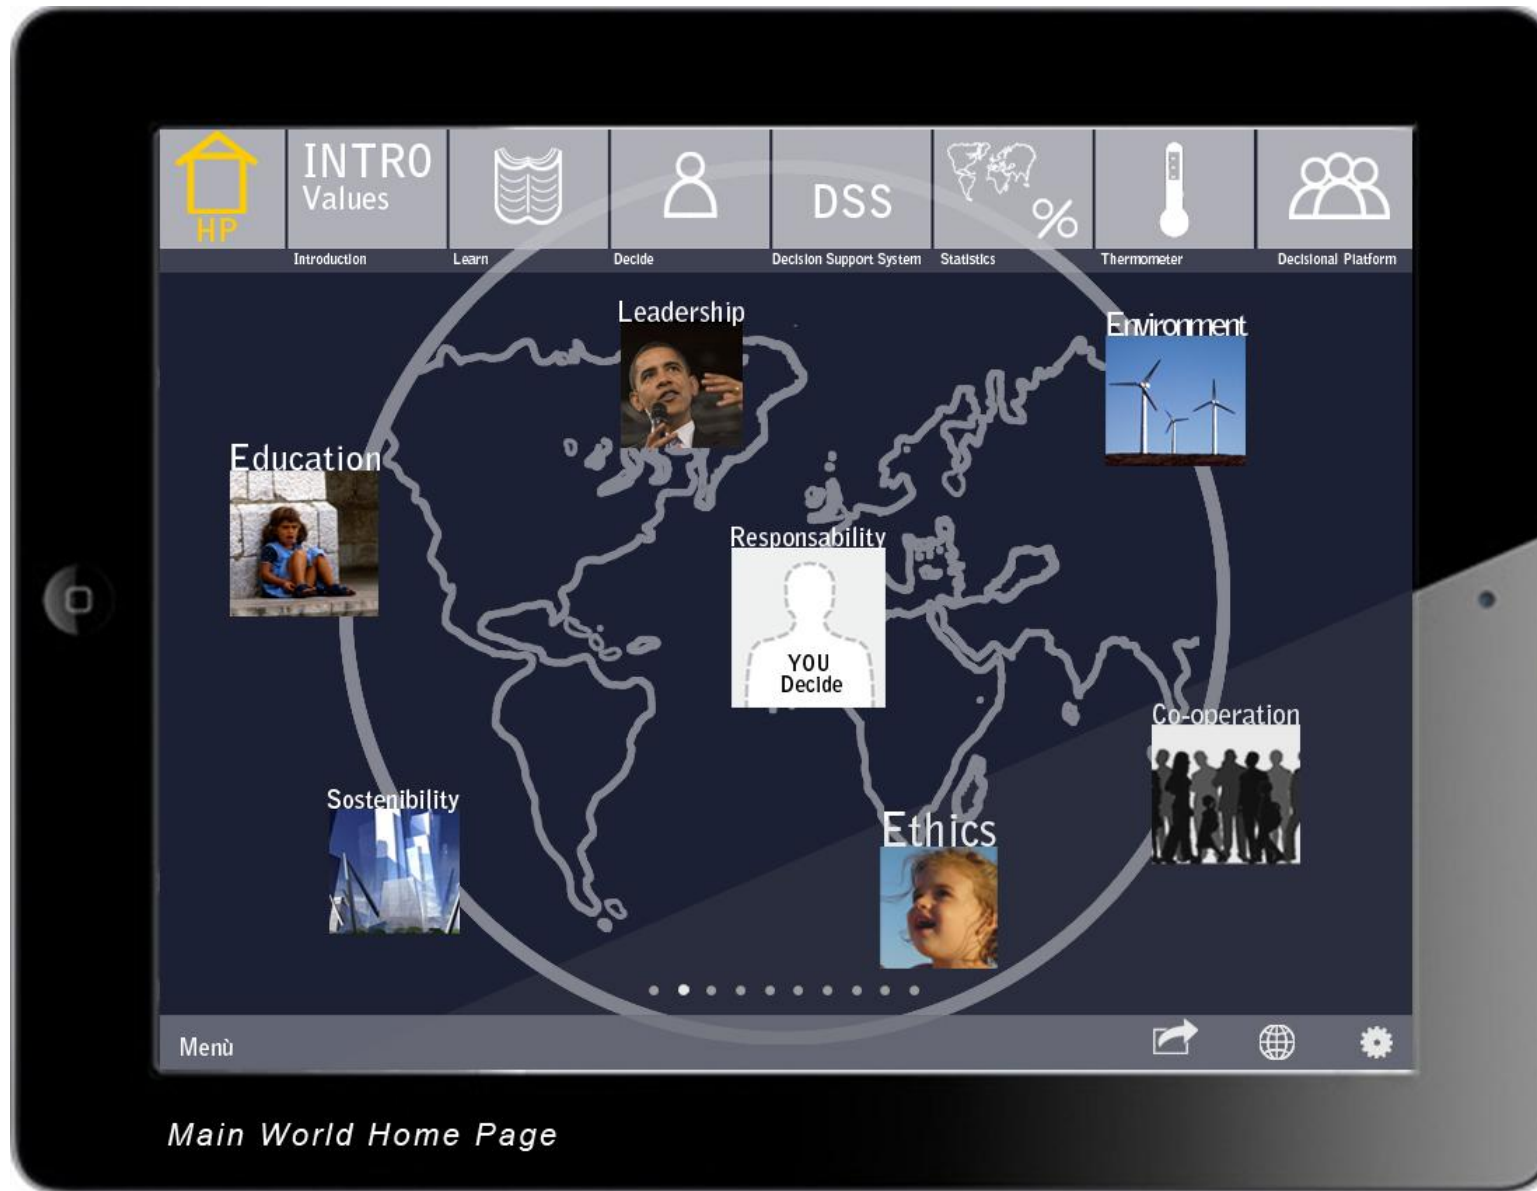 HP
INTRO
Values
DSS
%
Introduction
Learn
Decide
Decision Support System
Statistics
Thermometer
Decisional Platform
Leadership
Environment
Education
Responsability
YOU
Decide
Co-operation
Sostenibility
Ethics
Menù
Main World Home Page